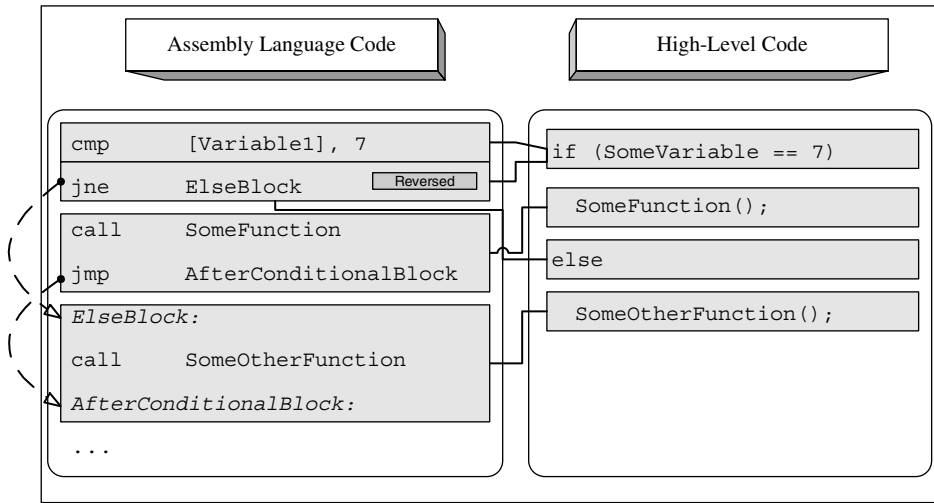 Assembly Language Code
High-Level Code
cmp [Variable1], 7
jne ElseBlock
Reversed
call SomeFunction
jmp AfterConditionalBlock
ElseBlock:
call SomeOtherFunction
AfterConditionalBlock:
...
if (SomeVariable == 7)
SomeFunction();
else
SomeOtherFunction();